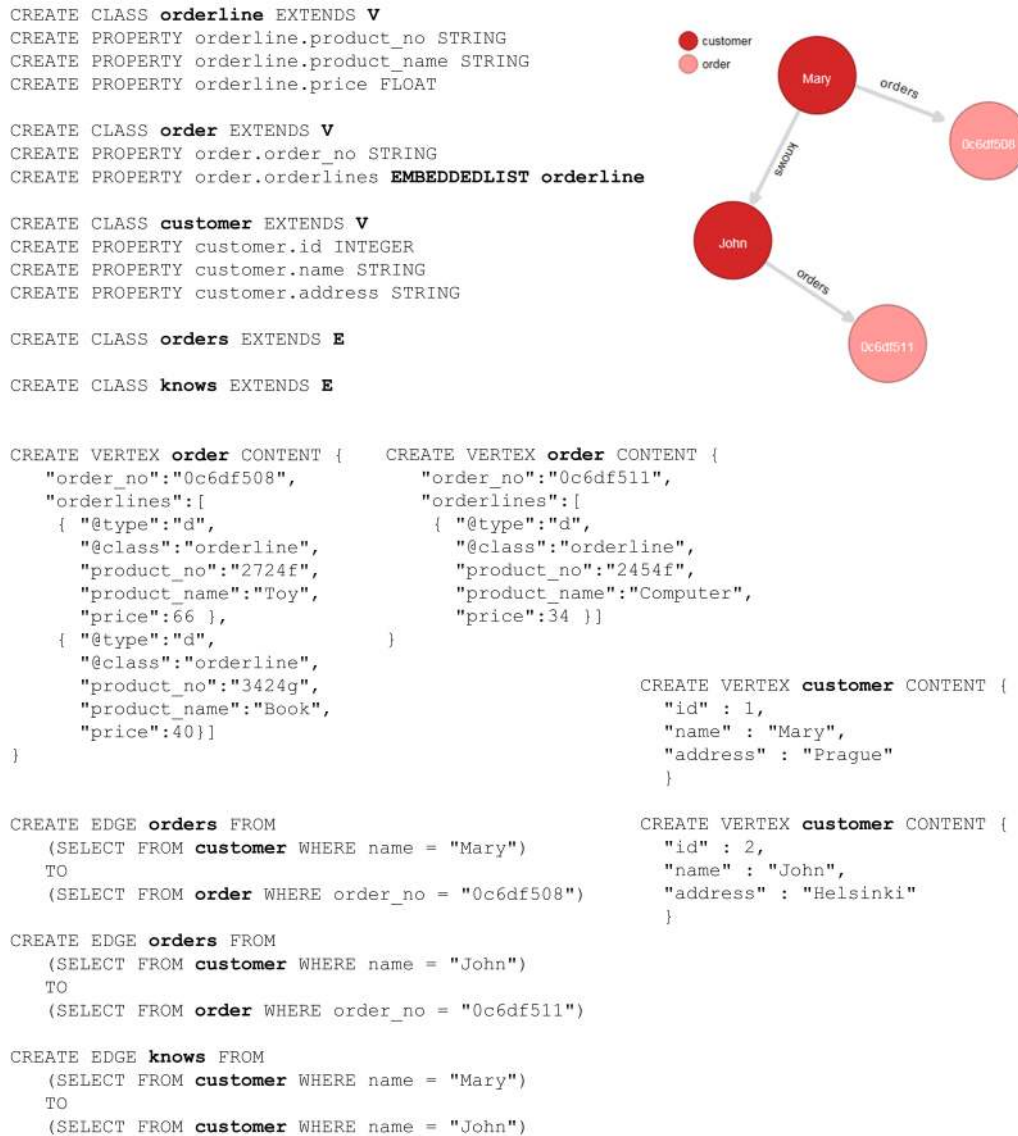 CREATE CLASS orderline EXTENDS V
CREATE PROPERTY orderline.product_no STRING
CREATE PROPERTY orderline.product_name STRING
CREATE PROPERTY orderline.price FLOAT
CREATE CLASS order EXTENDS V
CREATE PROPERTY order.order_no STRING
CREATE PROPERTY order.orderlines EMBEDDEDLIST orderline
CREATE CLASS customer EXTENDS V
CREATE PROPERTY customer.id INTEGER
CREATE PROPERTY customer.name STRING
CREATE PROPERTY customer.address STRING
CREATE CLASS orders EXTENDS E
CREATE CLASS knows EXTENDS E
customer
order
Mary
orders
0c6df508
knows
John
orders
0c6df511
CREATE VERTEX order CONTENT {
"order_no":"0c6df508",
"orderlines":[
{ "@type":"d",
"@class":"orderline",
"product_no":"2724f",
"product_name":"Toy",
"price":66 },
{ "@type":"d",
"@class":"orderline",
"product_no":"3424g",
"product_name":"Book",
"price":40}]
}
CREATE VERTEX order CONTENT {
"order_no":"0c6df511",
"orderlines":[
{ "@type":"d",
"@class":"orderline",
"product_no":"2454f",
"product_name":"Computer",
"price":34 }]
}
CREATE VERTEX customer CONTENT {
"id" : 1,
"name" : "Mary",
"address" : "Prague"
}
CREATE VERTEX customer CONTENT {
"id" : 2,
"name" : "John",
"address" : "Helsinki"
}
CREATE EDGE orders FROM
(SELECT FROM customer WHERE name = "Mary")
TO
(SELECT FROM order WHERE order_no = "0c6df508")
CREATE EDGE orders FROM
(SELECT FROM customer WHERE name = "John")
TO
(SELECT FROM order WHERE order_no = "0c6df511")
CREATE EDGE knows FROM
(SELECT FROM customer WHERE name = "Mary")
TO
(SELECT FROM customer WHERE name = "John")